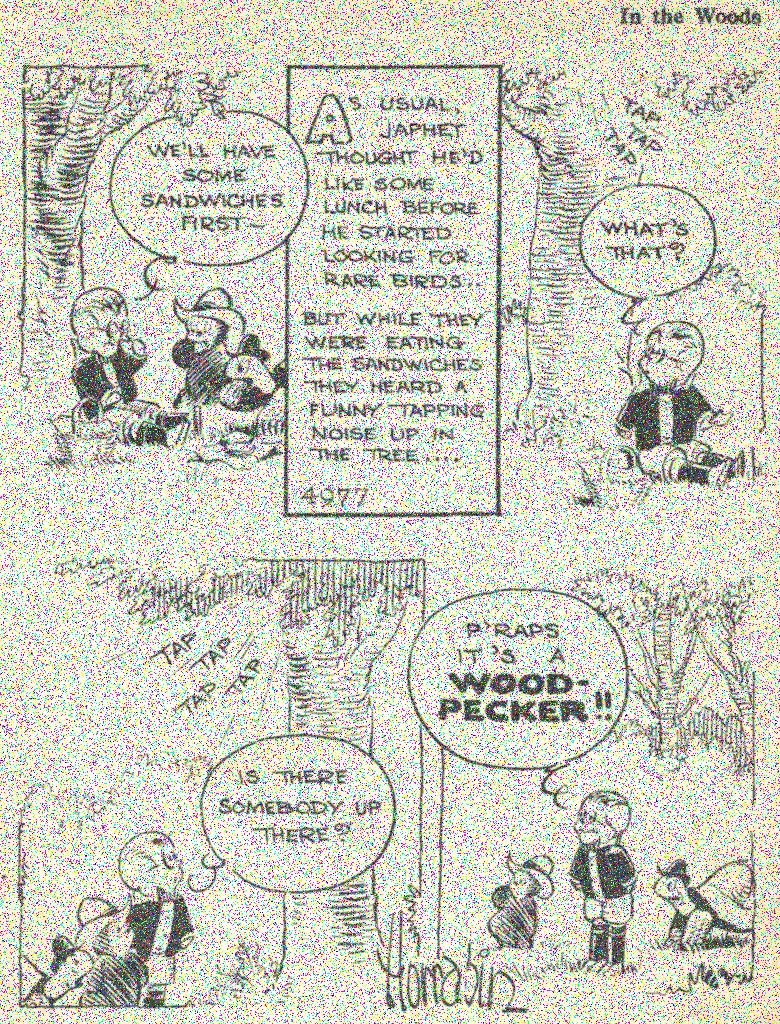 In the Woods
WE'LL HAVE
SOME
SANDWICHES
FIRST~
AS USUAL,
JAPHET
THOUGHT HE'D
LIKE SOME
LUNCH BEFORE
HE STARTED
LOOKING FOR
RARE BIRDS..
BUT WHILE THEY
WERE EATING
THE SANDWICHES
THEY HEARD A
FUNNY TAPPING
NOISE UP IN
THE TREE....
4977
TAP
TAP
TAP
WHAT'S
THAT?
TAP
TAP
TAP
TAP
IS THERE
SOMEBODY UP
THERE?
P'RAPS
IT'S A
WOOD-
PECKER!!